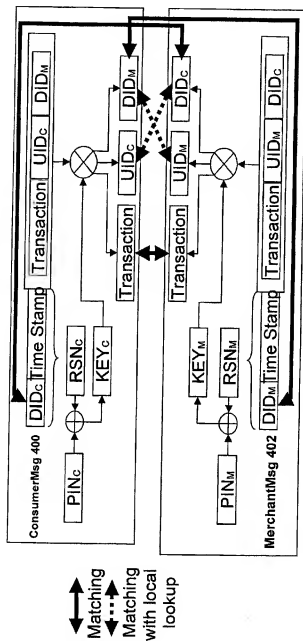 ConsumerMsg 400
DIDC Time Stamp Transaction UIDC DIDM
RSNC
PINC
KEYC
Transaction UIDC DIDM
Transaction UIDM DIDC
KEYM
PINM
RSNM
DIDM Time Stamp Transaction UIDM DIDC
MerchantMsg 402
Matching
Matching
with local
lookup